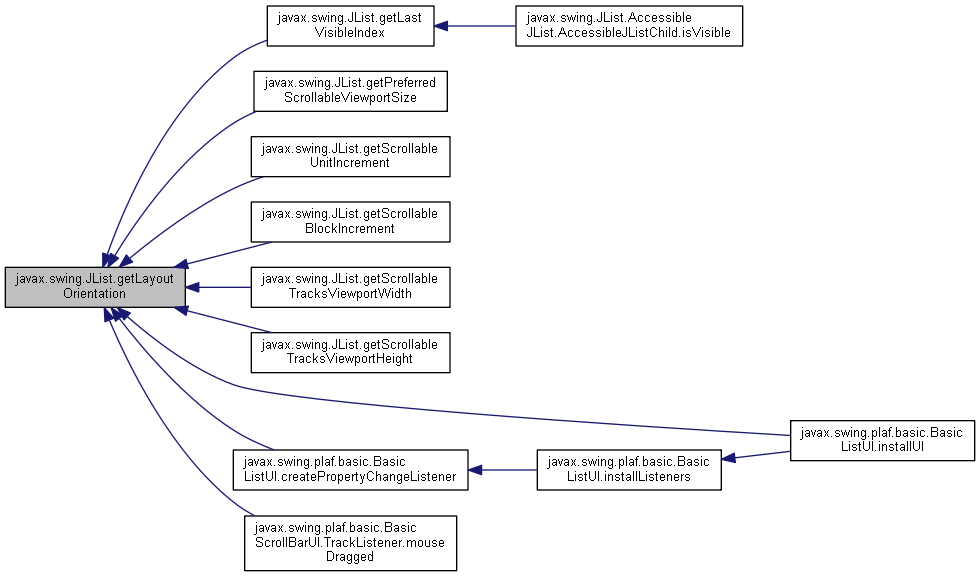 javax.swing.JList.getLast
VisibleIndex
javax.swing.JList.Accessible
JList.AccessibleJListChild.isVisible
javax.swing.JList.getPreferred
ScrollableViewportSize
javax.swing.JList.getScrollable
UnitIncrement
javax.swing.JList.getScrollable
BlockIncrement
javax.swing.JList.getLayout
Orientation
javax.swing.JList.getScrollable
TracksViewportWidth
javax.swing.JList.getScrollable
TracksViewportHeight
javax.swing.plaf.basic.Basic
ListUI.installUI
javax.swing.plaf.basic.Basic
ListUI.createPropertyChangeListener
javax.swing.plaf.basic.Basic
ListUI.installListeners
javax.swing.plaf.basic.Basic
ScrollBarUI.TrackListener.mouse
Dragged